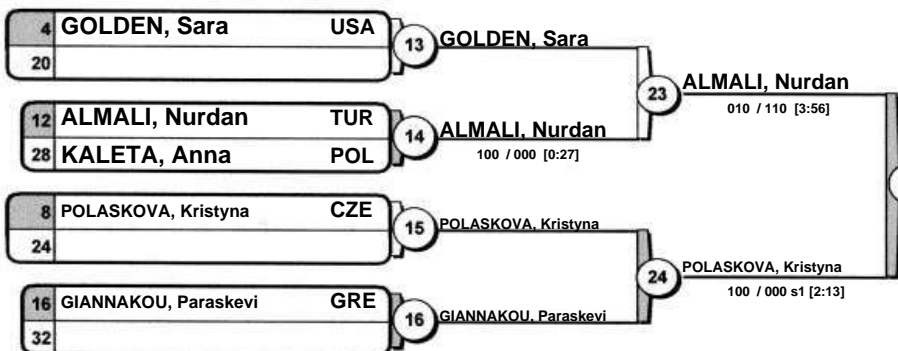 4 GOLDEN, Sara USA
20
13
GOLDEN, Sara
12 ALMALI, Nurdan TUR
28 KALETA, Anna POL
14
ALMALI, Nurdan
100 / 000 [0:27]
23
ALMALI, Nurdan
010 / 110 [3:56]
8 POLASKOVA, Kristyna CZE
24
15
POLASKOVA, Kristyna
16 GIANNAKOU, Paraskevi GRE
32
16
GIANNAKOU, Paraskevi
24
POLASKOVA, Kristyna
100 / 000 s1 [2:13]